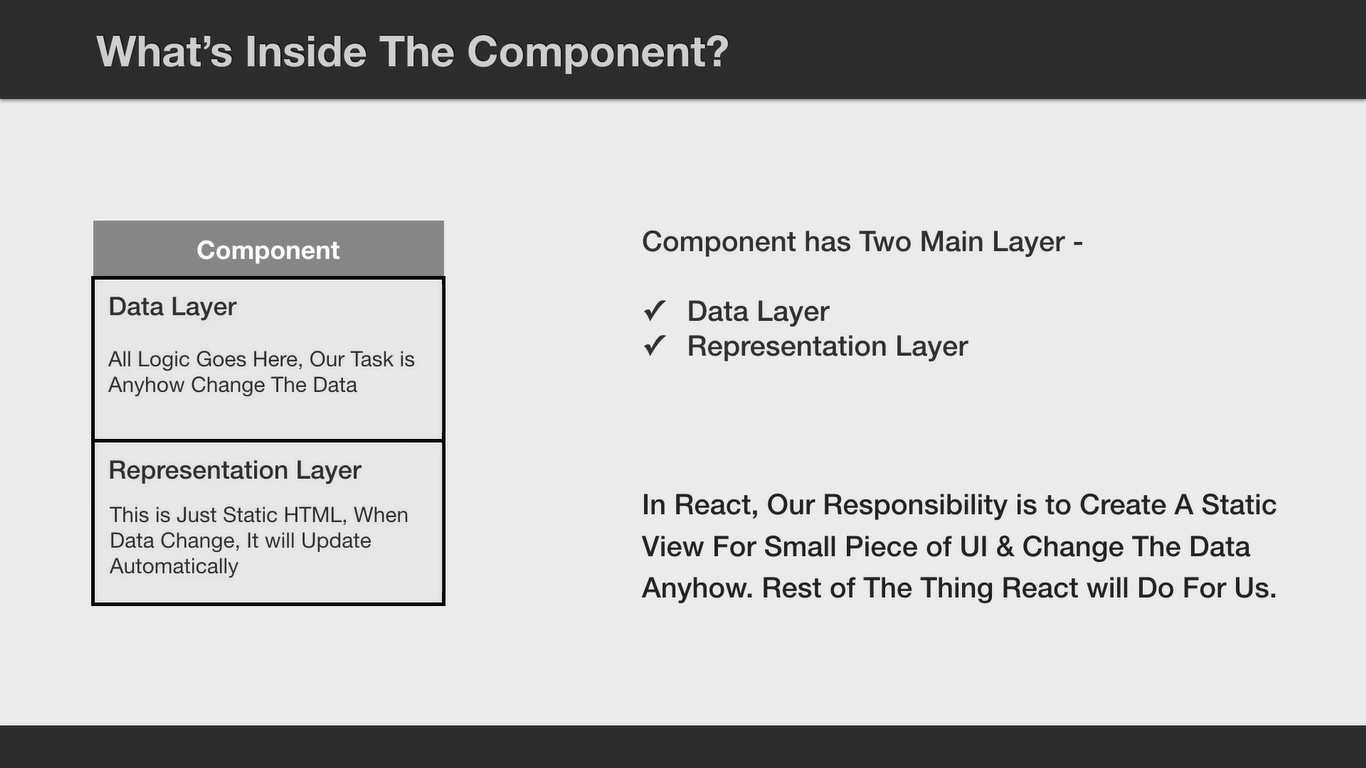 What’s Inside The Component?
Component
Data Layer
All Logic Goes Here, Our Task is
Anyhow Change The Data
Representation Layer
This is Just Static HTML, When
Data Change, It will Update
Automatically
Component has Two Main Layer -
✓ Data Layer
✓ Representation Layer
In React, Our Responsibility is to Create A Static
View For Small Piece of UI & Change The Data
Anyhow. Rest of The Thing React will Do For Us.